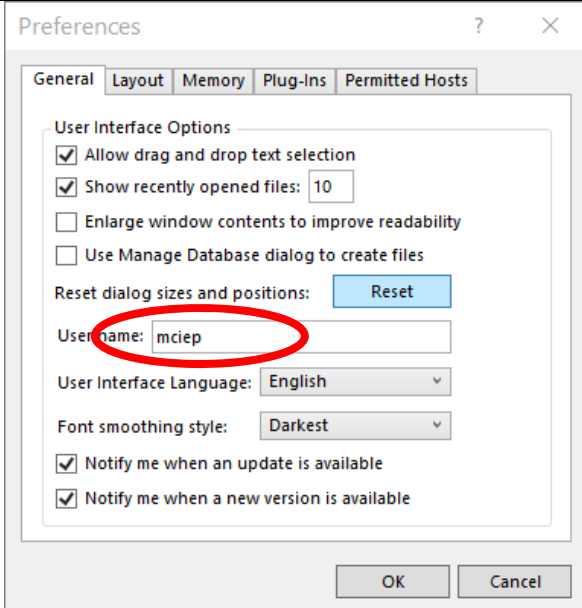 Preferences ?
General Layout Memory Plug-Ins Permitted Hosts
User Interface Options
Allow drag and drop text selection
Show recently opened files: 10
Enlarge window contents to improve readability
Use Manage Database dialog to create files
Reset dialog sizes and positions: Reset
User name: mciep
User Interface Language: English
Font smoothing style: Darkest
Notify me when an update is available
Notify me when a new version is available
OK Cancel